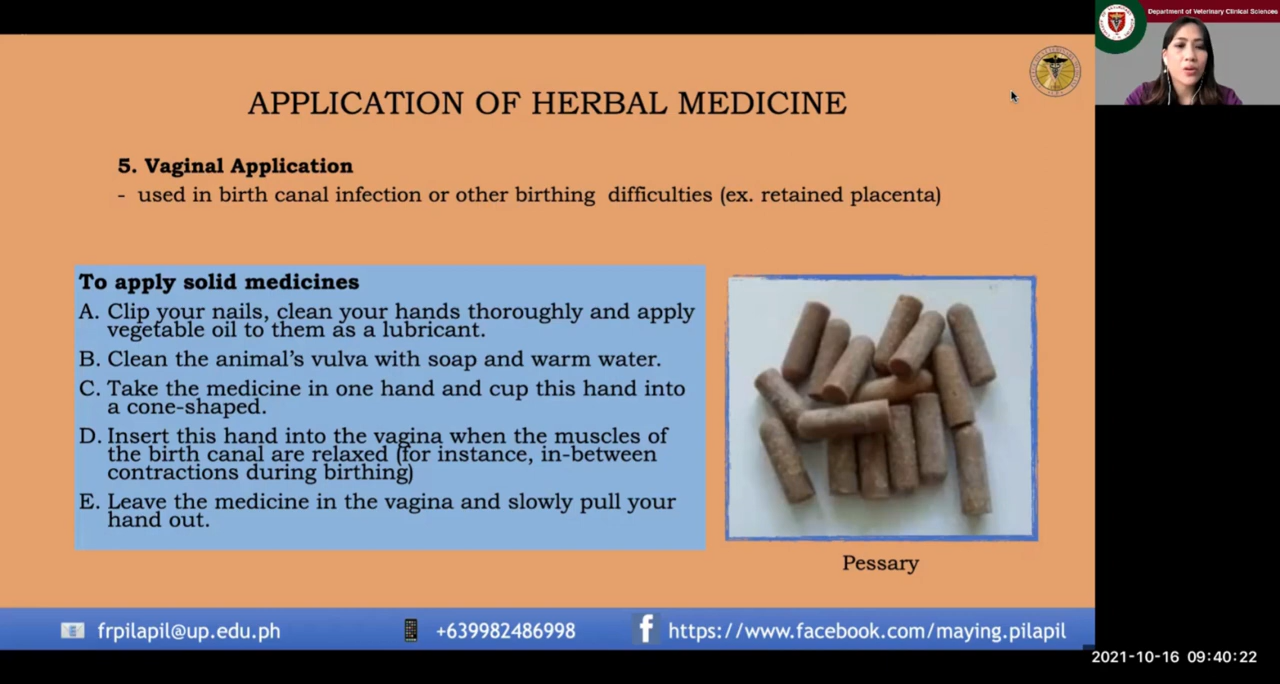 Department of Veterinary Clinical Sciences
APPLICATION OF HERBAL MEDICINE
5. Vaginal Application
- used in birth canal infection or other birthing difficulties (ex. retained placenta)
To apply solid medicines
A. Clip your nails, clean your hands thoroughly and apply
vegetable oil to them as a lubricant.
B. Clean the animal's vulva with soap and warm water.
C. Take the medicine in one hand and cup this hand into
a cone-shaped.
D. Insert this hand into the vagina when the muscles of
the birth canal are relaxed (for instance, in-between
contractions during birthing)
E. Leave the medicine in the vagina and slowly pull your
hand out.
Pessary
frpilapil@up.edu.ph
+639982486998
https://www.facebook.com/maying.pilapil
2021-10-16 09:40:22